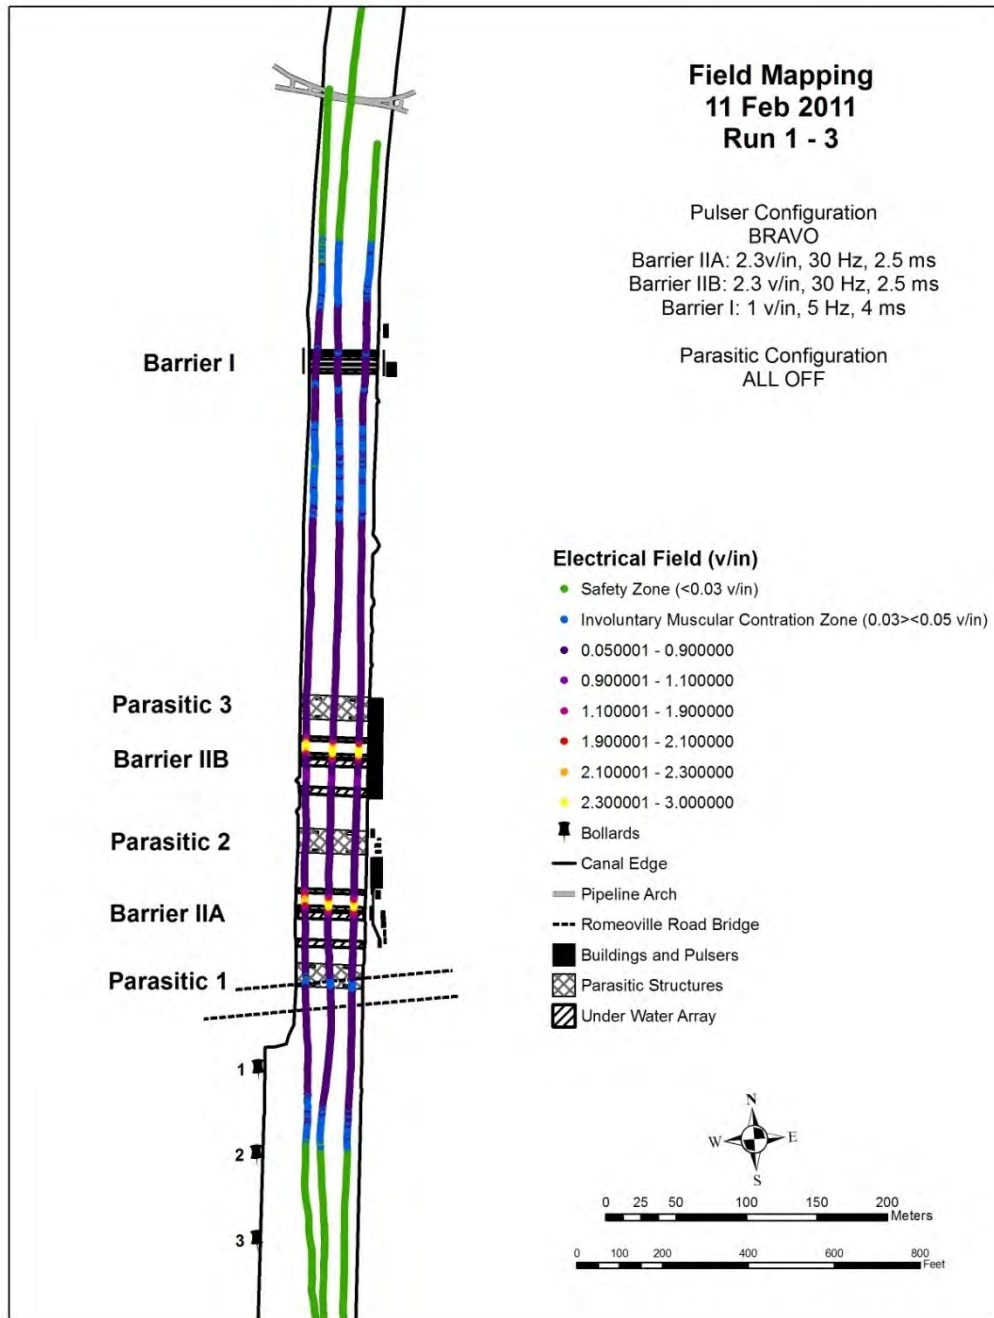 Field Mapping
11 Feb 2011
Run 1 - 3
Pulser Configuration
BRAVO
Barrier IIA: 2.3v/in, 30 Hz, 2.5 ms
Barrier IIB: 2.3 v/in, 30 Hz, 2.5 ms
Barrier I: 1 v/in, 5 Hz, 4 ms
Parasitic Configuration
ALL OFF
Barrier I
Parasitic 3
Barrier IIB
Parasitic 2
Barrier IIA
Parasitic 1
1
2
3
Electrical Field (v/in)
Safety Zone (<0.03 v/in)
Involuntary Muscular Contration Zone (0.03><0.05 v/in)
0.050001 - 0.900000
0.900001 - 1.100000
1.100001 - 1.900000
1.900001 - 2.100000
2.100001 - 2.300000
2.300001 - 3.000000
Bollards
Canal Edge
Pipeline Arch
Romeoville Road Bridge
Buildings and Pulsers
Parasitic Structures
Under Water Array
N
W E
S
0 25 50 100 150 200
Meters
0 100 200 400 600 800
Feet